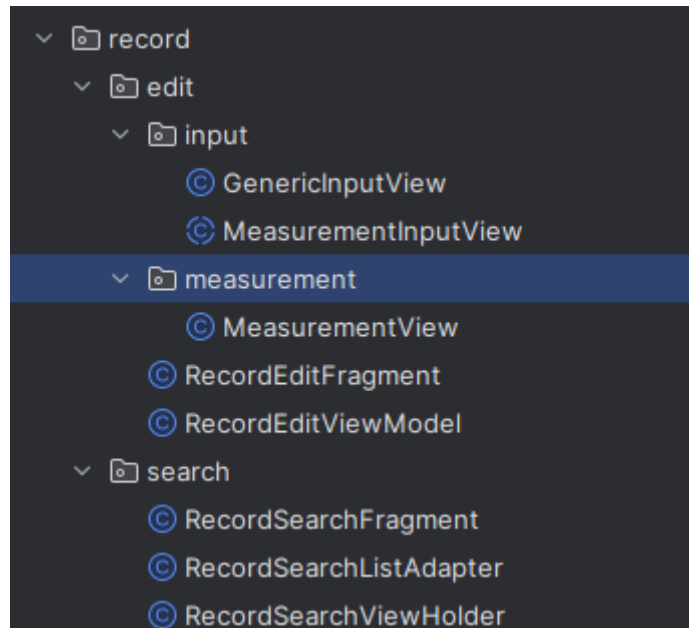 record
edit
input
GenericInputView
MeasurementInputView
measurement
MeasurementView
RecordEditFragment
RecordEditViewModel
search
RecordSearchFragment
RecordSearchListAdapter
RecordSearchViewHolder